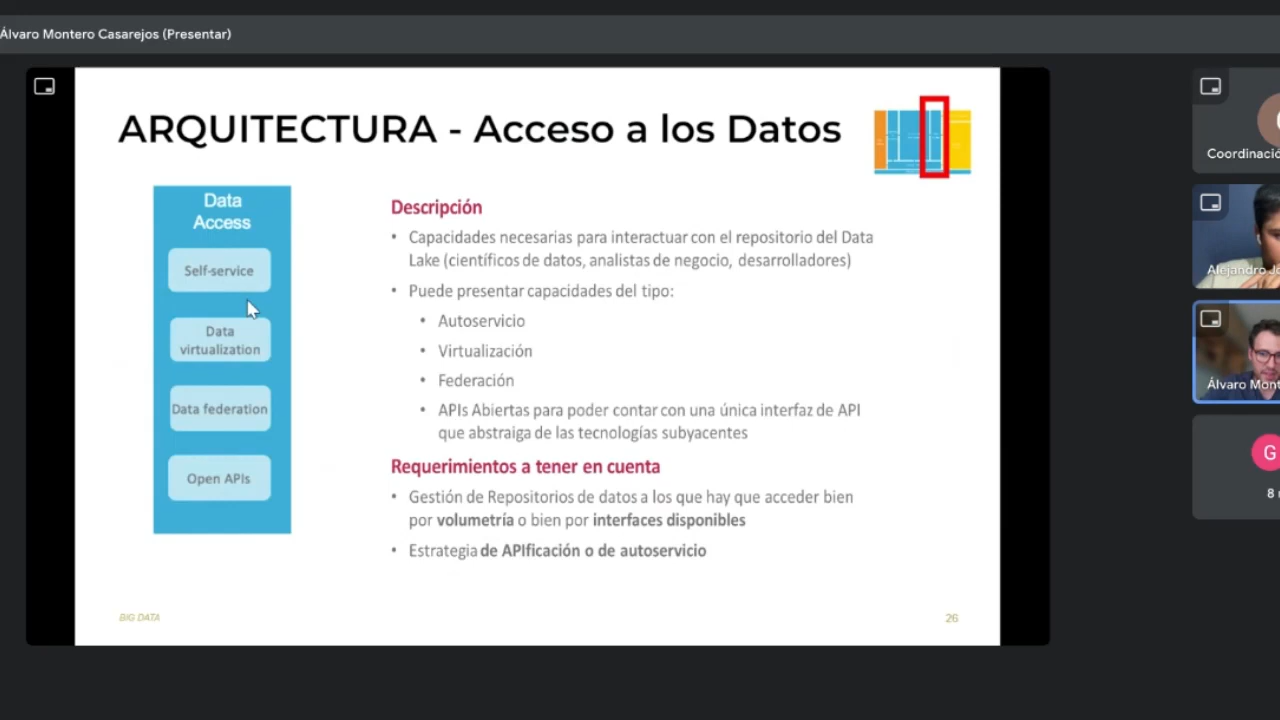 Álvaro Montero Casarejos (Presentar)
ARQUITECTURA - Acceso a los Datos
Data
Access
Self-service
Data
virtualization
Data federation
Open APIs
Descripción
• Capacidades necesarias para interactuar con el repositorio del Data
Lake (científicos de datos, analistas de negocio, desarrolladores)
• Puede presentar capacidades del tipo:
• Autoservicio
• Virtualización
• Federación
• APIs Abiertas para poder contar con una única interfaz de API
que abstraiga de las tecnologías subyacentes
Requerimientos a tener en cuenta
• Gestión de Repositorios de datos a los que hay que acceder bien
por volumetría o bien por interfaces disponibles
• Estrategia de APIficación o de autoservicio
BIG DATA
26
Coordinació
Alejandro
Álvaro Mont
G
8